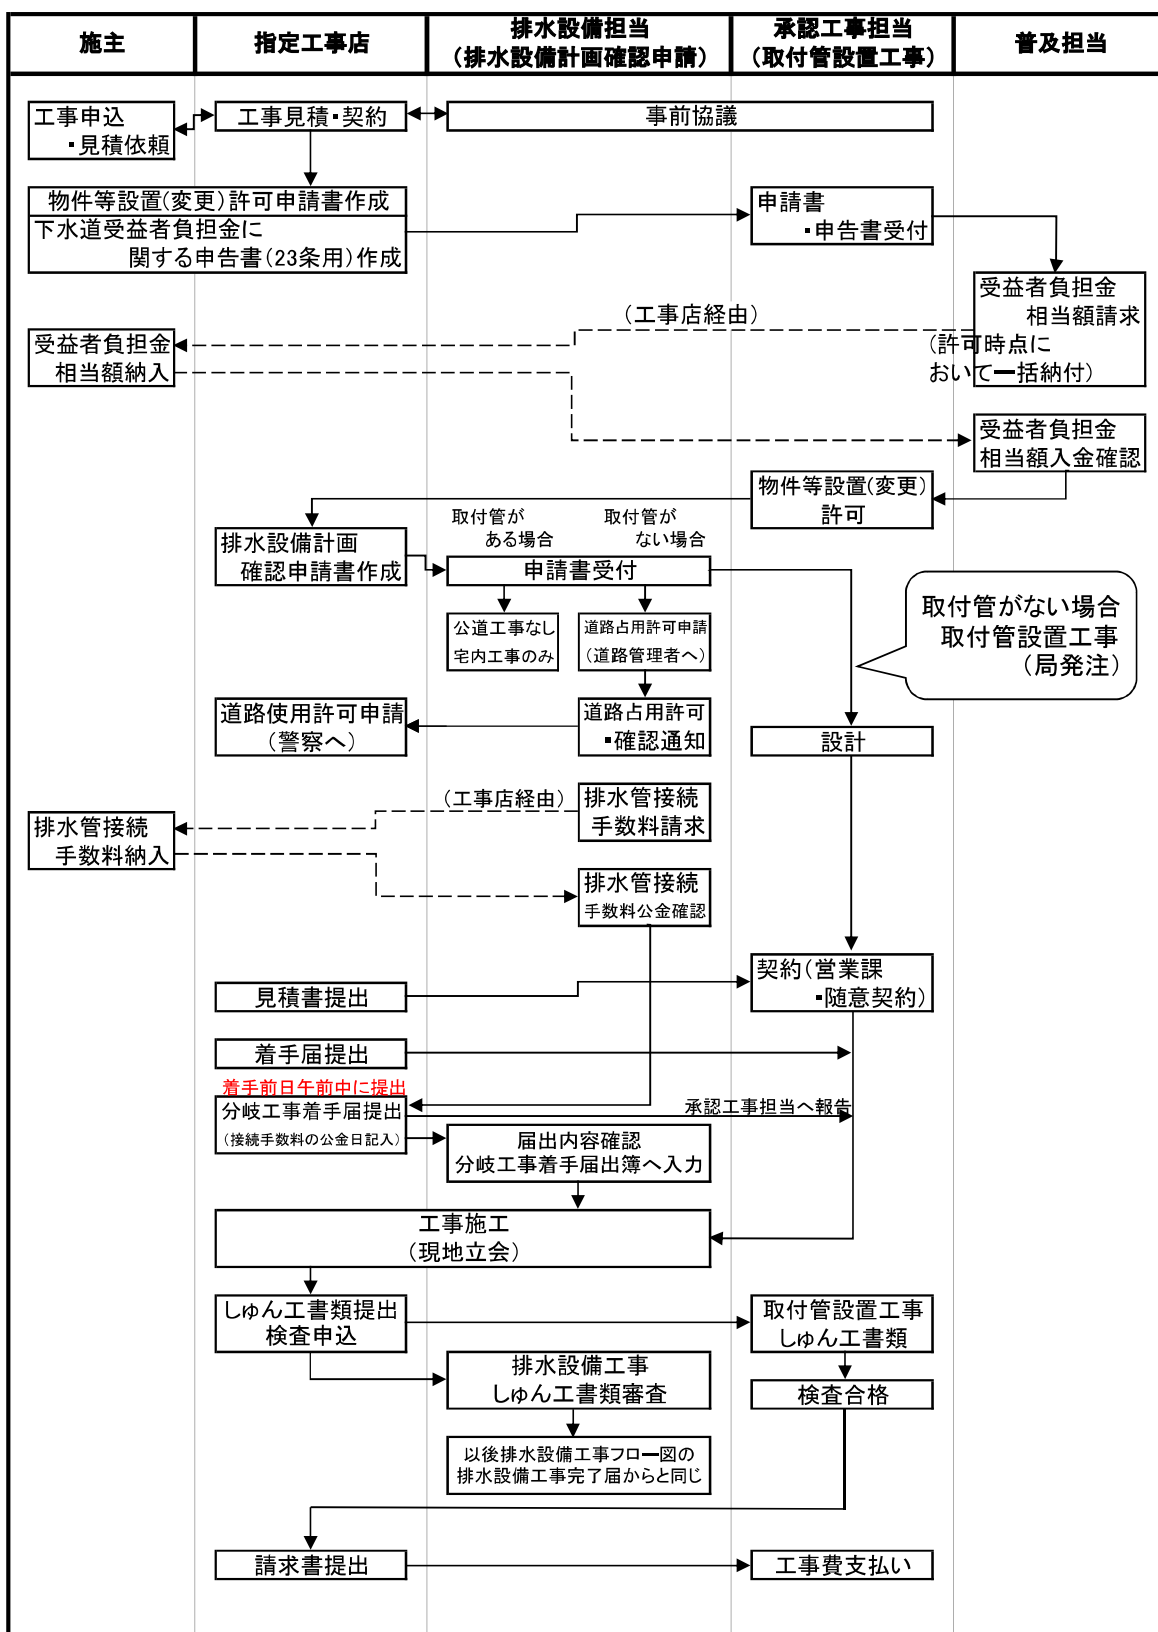 施主
指定工事店
排水設備担当
（排水設備計画確認申請）
承認工事担当
（取付管設置工事）
普及担当
工事申込
・見積依頼
工事見積・契約
事前協議
物件等設置（変更）許可申請書作成
下水道受益者負担金に
関する申告書（23条用）作成
申請書
・申告書受付
受益者負担金
相当額請求
（許可時点に
おいて一括納付）
（工事店経由）
受益者負担金
相当額納入
受益者負担金
相当額入金確認
物件等設置（変更）
許可
取付管が
ある場合
取付管が
ない場合
排水設備計画
確認申請書作成
申請書受付
取付管がない場合
取付管設置工事
（局発注）
公道工事なし
宅内工事のみ
道路占用許可申請
（道路管理者へ）
道路使用許可申請
（警察へ）
道路占用許可
・確認通知
設計
（工事店経由）
排水管接続
手数料請求
排水管接続
手数料納入
排水管接続
手数料公金確認
契約（営業課
・随意契約）
見積書提出
着手届提出
着手前日午前中に提出
分岐工事着手届提出
（接続手数料の公金日記入）
承認工事担当へ報告
届出内容確認
分岐工事着手届出簿へ入力
工事施工
（現地立会）
しゅん工書類提出
検査申込
取付管設置工事
しゅん工書類
排水設備工事
しゅん工書類審査
検査合格
以後排水設備工事フロー図の
排水設備工事完了届からと同じ
請求書提出
工事費支払い